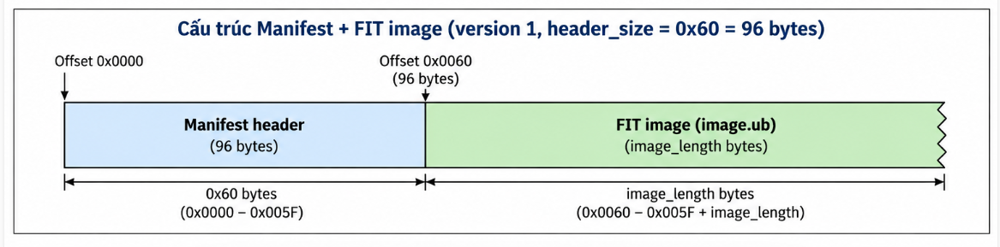 Cấu trúc Manifest + FIT image (version 1, header_size = 0x60 = 96 bytes)
Offset 0x0000
Offset 0x0060
(96 bytes)
Manifest header
(96 bytes)
FIT image (image.ub)
(image_length bytes)
0x60 bytes
(0x0000 – 0x005F)
image_length bytes
(0x0060 – 0x005F + image_length)